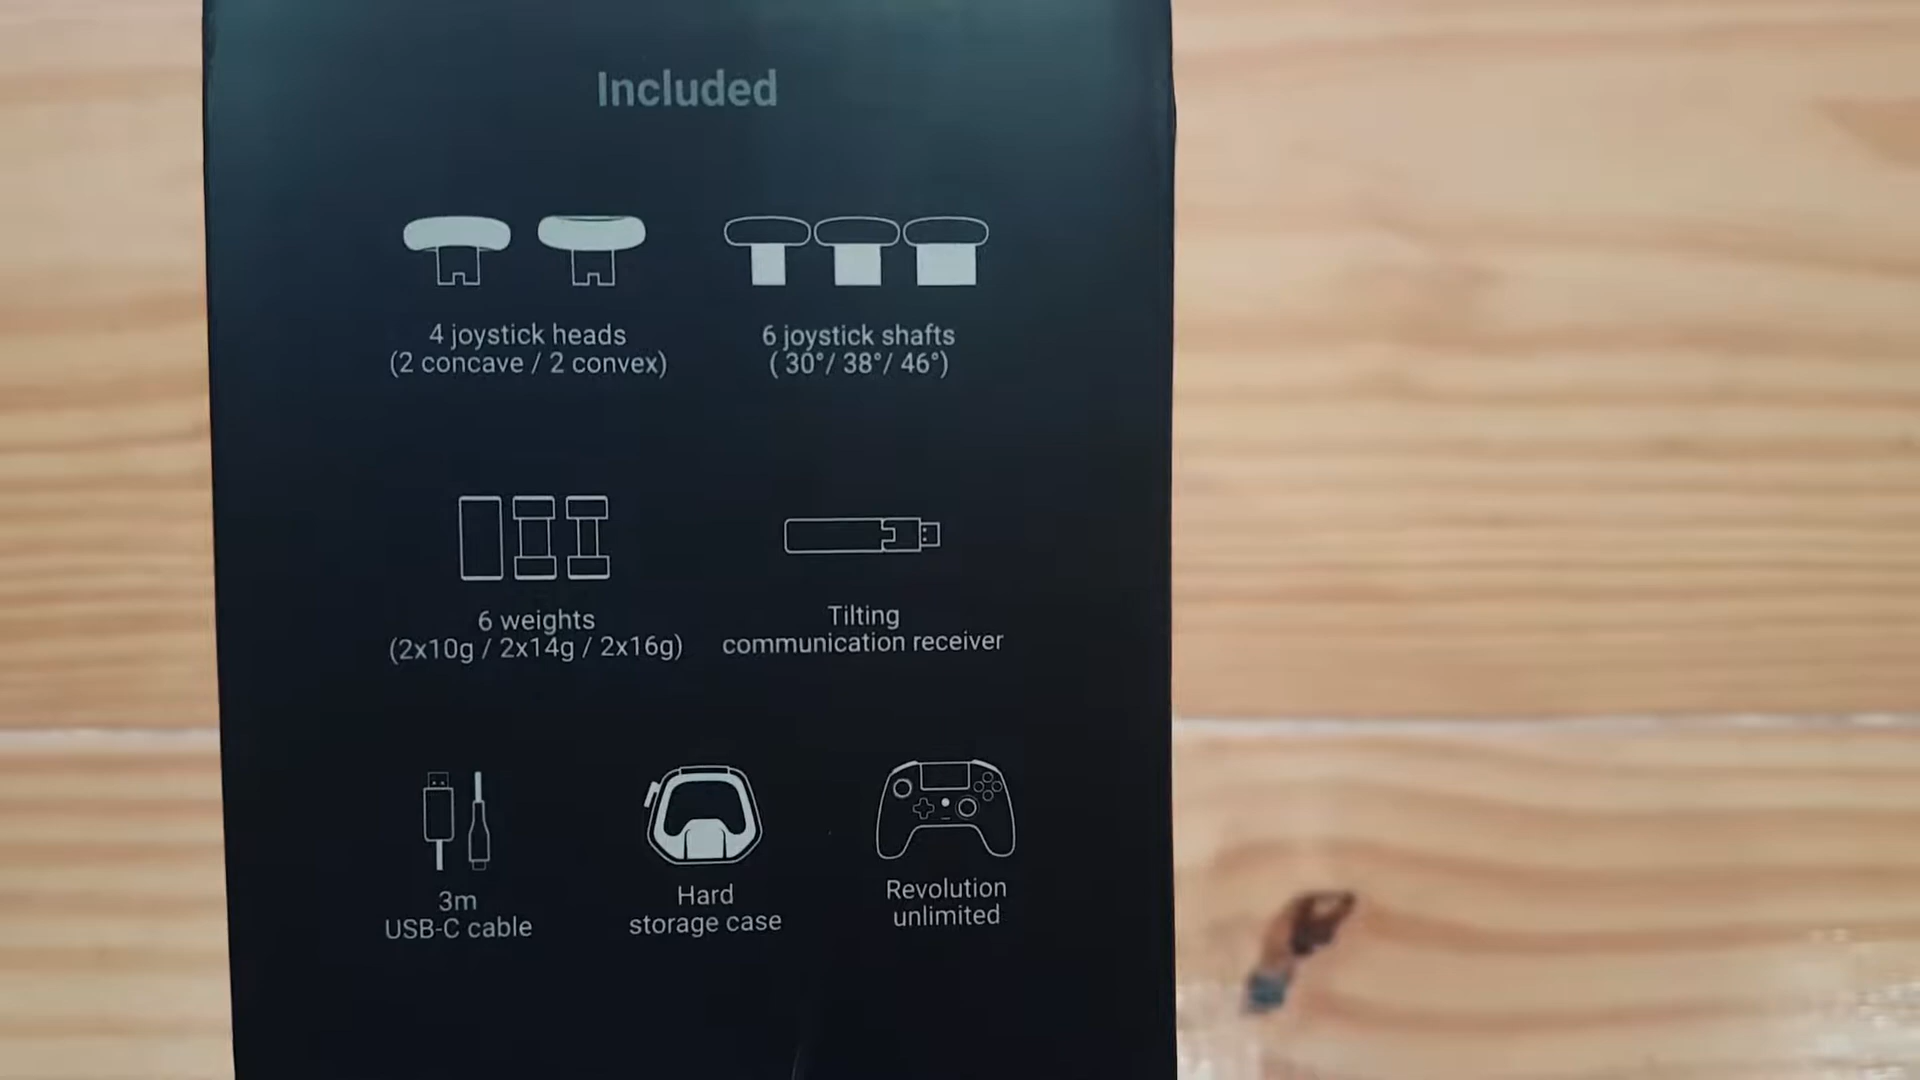 Included
4 joystick heads
(2 concave / 2 convex)
6 joystick shafts
( 30°/ 38°/ 46°)
6 weights
(2x10g / 2x14g / 2x16g)
Tilting
communication receiver
3m
USB-C cable
Hard
storage case
Revolution
unlimited